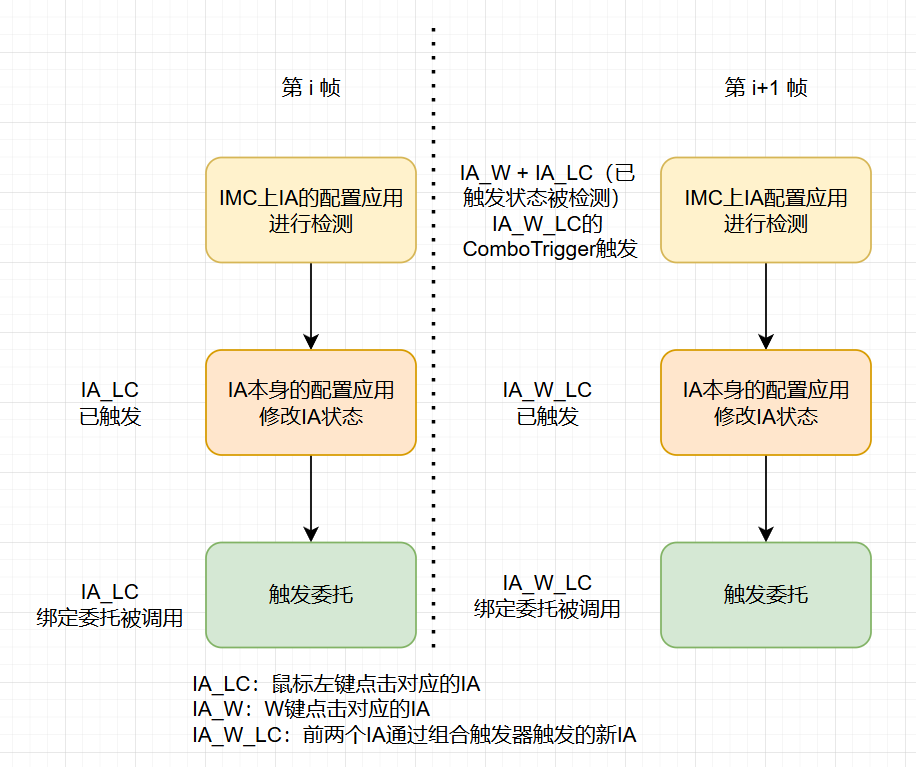 第 i 帧
第 i+1 帧
IMC上IA的配置应用
进行检测
IA_W + IA_LC（已
触发状态被检测）
IA_W_LC的
ComboTrigger触发
IMC上IA配置应用
进行检测
IA_LC
已触发
IA本身的配置应用
修改IA状态
IA_W_LC
已触发
IA本身的配置应用
修改IA状态
IA_LC
绑定委托被调用
触发委托
IA_W_LC
绑定委托被调用
触发委托
IA_LC：鼠标左键点击对应的IA
IA_W：W键点击对应的IA
IA_W_LC：前两个IA通过组合触发器触发的新IA